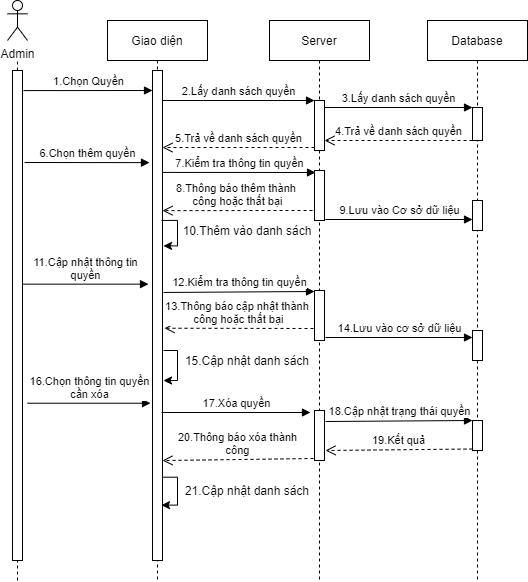 Admin
Giao diện
Server
Database
1.Chọn Quyền
2.Lấy danh sách quyền
3.Lấy danh sách quyền
4.Trả về danh sách quyền
5.Trả về danh sách quyền
6.Chọn thêm quyền
7.Kiểm tra thông tin quyền
8.Thông báo thêm thành
công hoặc thất bại
9.Lưu vào Cơ sở dữ liệu
10.Thêm vào danh sách
11.Cập nhật thông tin
quyền
12.Kiểm tra thông tin quyền
13.Thông báo cập nhật thành
công hoặc thất bại
14.Lưu vào cơ sở dữ liệu
15.Cập nhật danh sách
16.Chọn thông tin quyền
cần xóa
17.Xóa quyền
18.Cập nhật trạng thái quyền
19.Kết quả
20.Thông báo xóa thành
công
21.Cập nhật danh sách